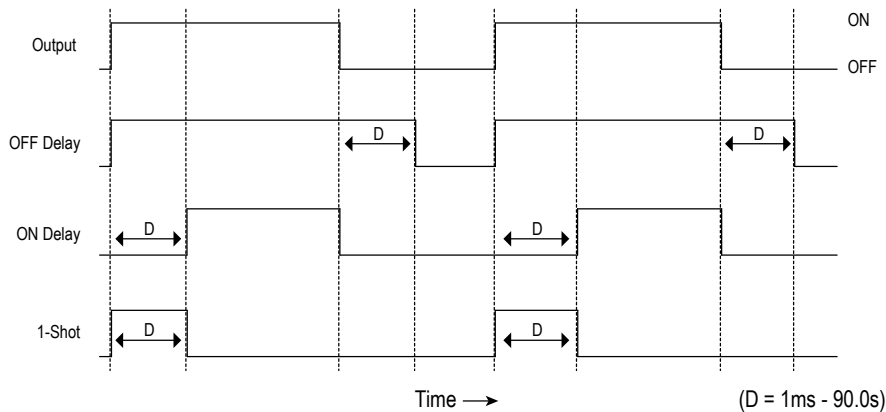 Output
ON
OFF
OFF Delay
D
D
ON Delay
D
D
1-Shot
D
D
Time →
(D = 1ms - 90.0s)